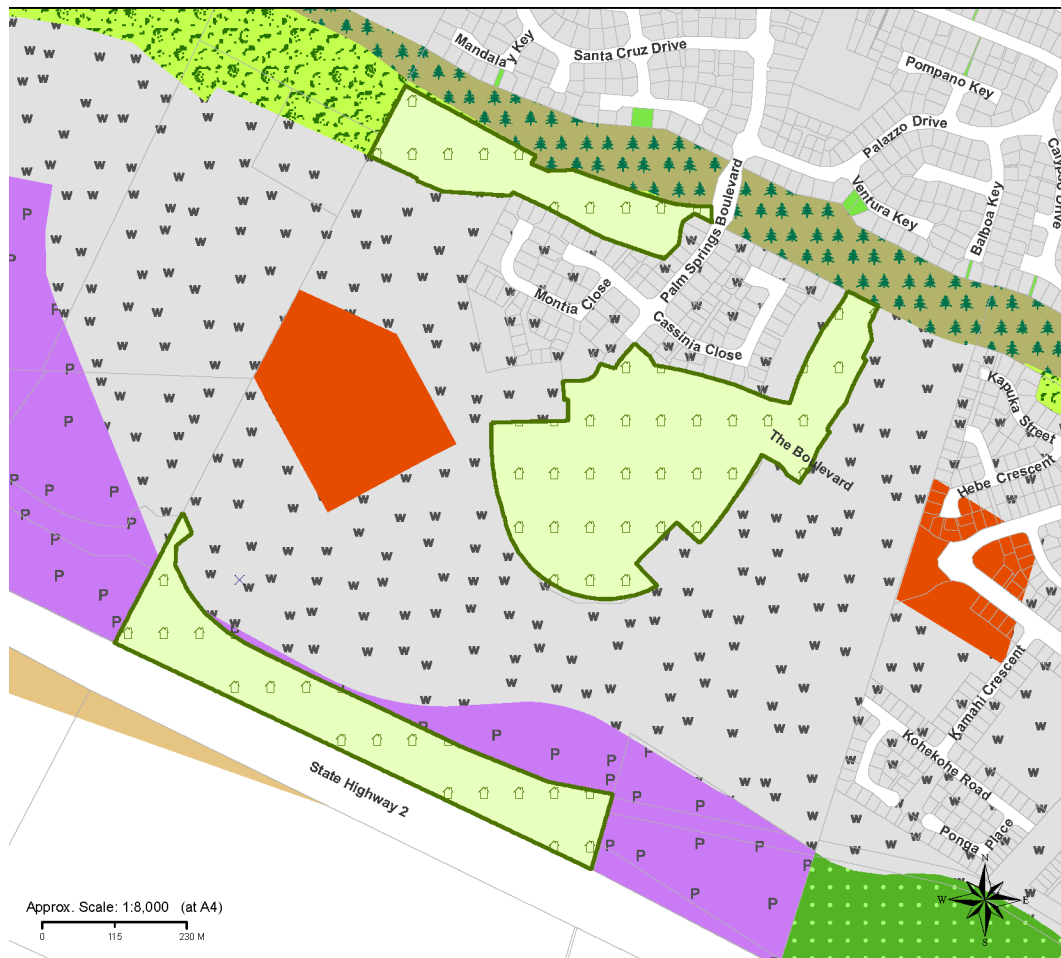 Mandalay Key
Santa Cruz Drive
Pompano Key
Palazzo Drive
Ventura Key
Balboa Key
Palm Springs Boulevard
Montia Close
Cassinia Close
Kapuka Street
The Boulevard
Hebe Crescent
Kamahi Crescent
Kohekohe Road
Ponga Place
State Highway 2
Approx. Scale: 1:8,000 (at A4)
0 115 230 M
N
W E
S